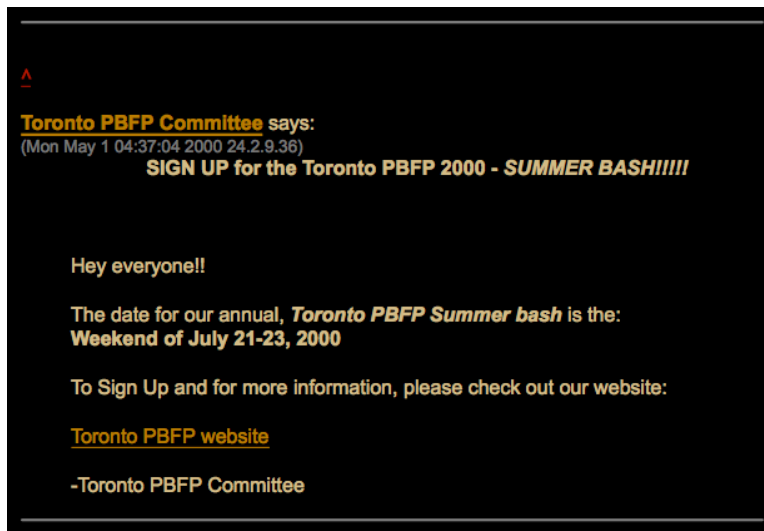 ^
Toronto PBFP Committee says:
(Mon May 1 04:37:04 2000 24.2.9.36)
SIGN UP for the Toronto PBFP 2000 - SUMMER BASH!!!!!
Hey everyone!!
The date for our annual, Toronto PBFP Summer bash is the:
Weekend of July 21-23, 2000
To Sign Up and for more information, please check out our website:
Toronto PBFP website
-Toronto PBFP Committee